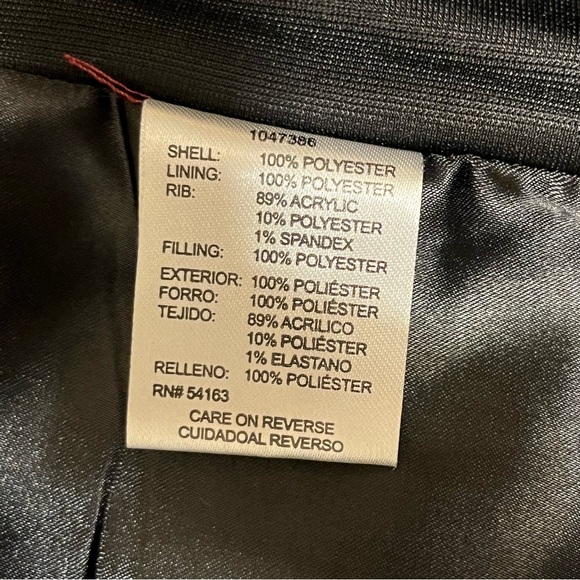 1047386
SHELL: 100% POLYESTER
LINING: 100% POLYESTER
RIB: 89% ACRYLIC
10% POLYESTER
1% SPANDEX
FILLING: 100% POLYESTER
EXTERIOR: 100% POLIÉSTER
FORRO: 100% POLIÉSTER
TEJIDO: 89% ACRILICO
10% POLIÉSTER
1% ELASTANO
RELLENO: 100% POLIÉSTER
RN# 54163
CARE ON REVERSE
CUIDADOAL REVERSO